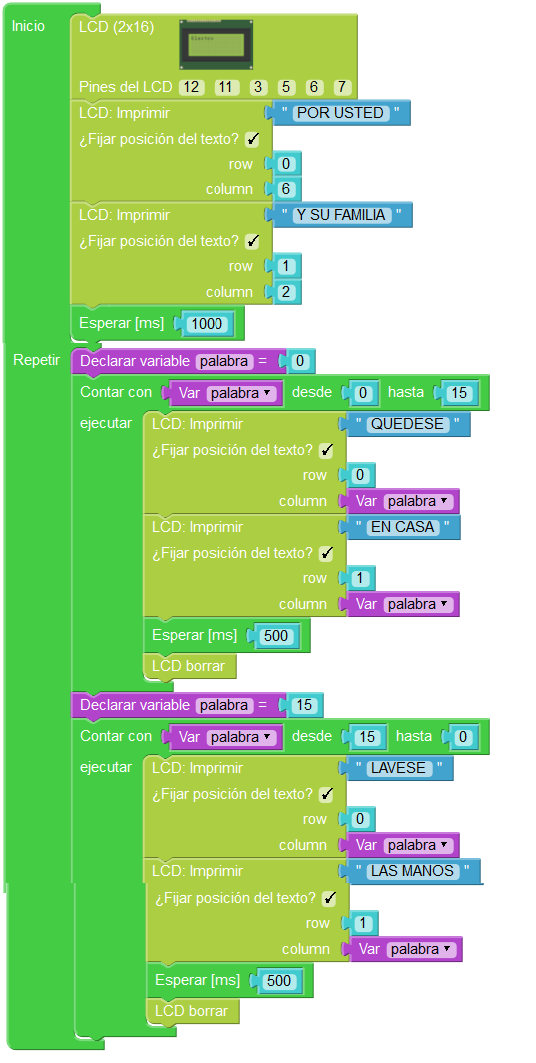 Inicio
LCD (2x16)
Pines del LCD 12 11 3 5 6 7
LCD: Imprimir " POR USTED "
¿Fijar posición del texto? ✓
row 0
column 6
LCD: Imprimir " Y SU FAMILIA "
¿Fijar posición del texto? ✓
row 1
column 2
Esperar [ms] 1000
Repetir
Declarar variable palabra = 0
Contar con Var palabra ▾ desde 0 hasta 15
ejecutar
LCD: Imprimir " QUEDESE "
¿Fijar posición del texto? ✓
row 0
column Var palabra ▾
LCD: Imprimir " EN CASA "
¿Fijar posición del texto? ✓
row 1
column Var palabra ▾
Esperar [ms] 500
LCD borrar
Declarar variable palabra = 15
Contar con Var palabra ▾ desde 15 hasta 0
ejecutar
LCD: Imprimir " LAVESE "
¿Fijar posición del texto? ✓
row 0
column Var palabra ▾
LCD: Imprimir " LAS MANOS "
¿Fijar posición del texto? ✓
row 1
column Var palabra ▾
Esperar [ms] 500
LCD borrar